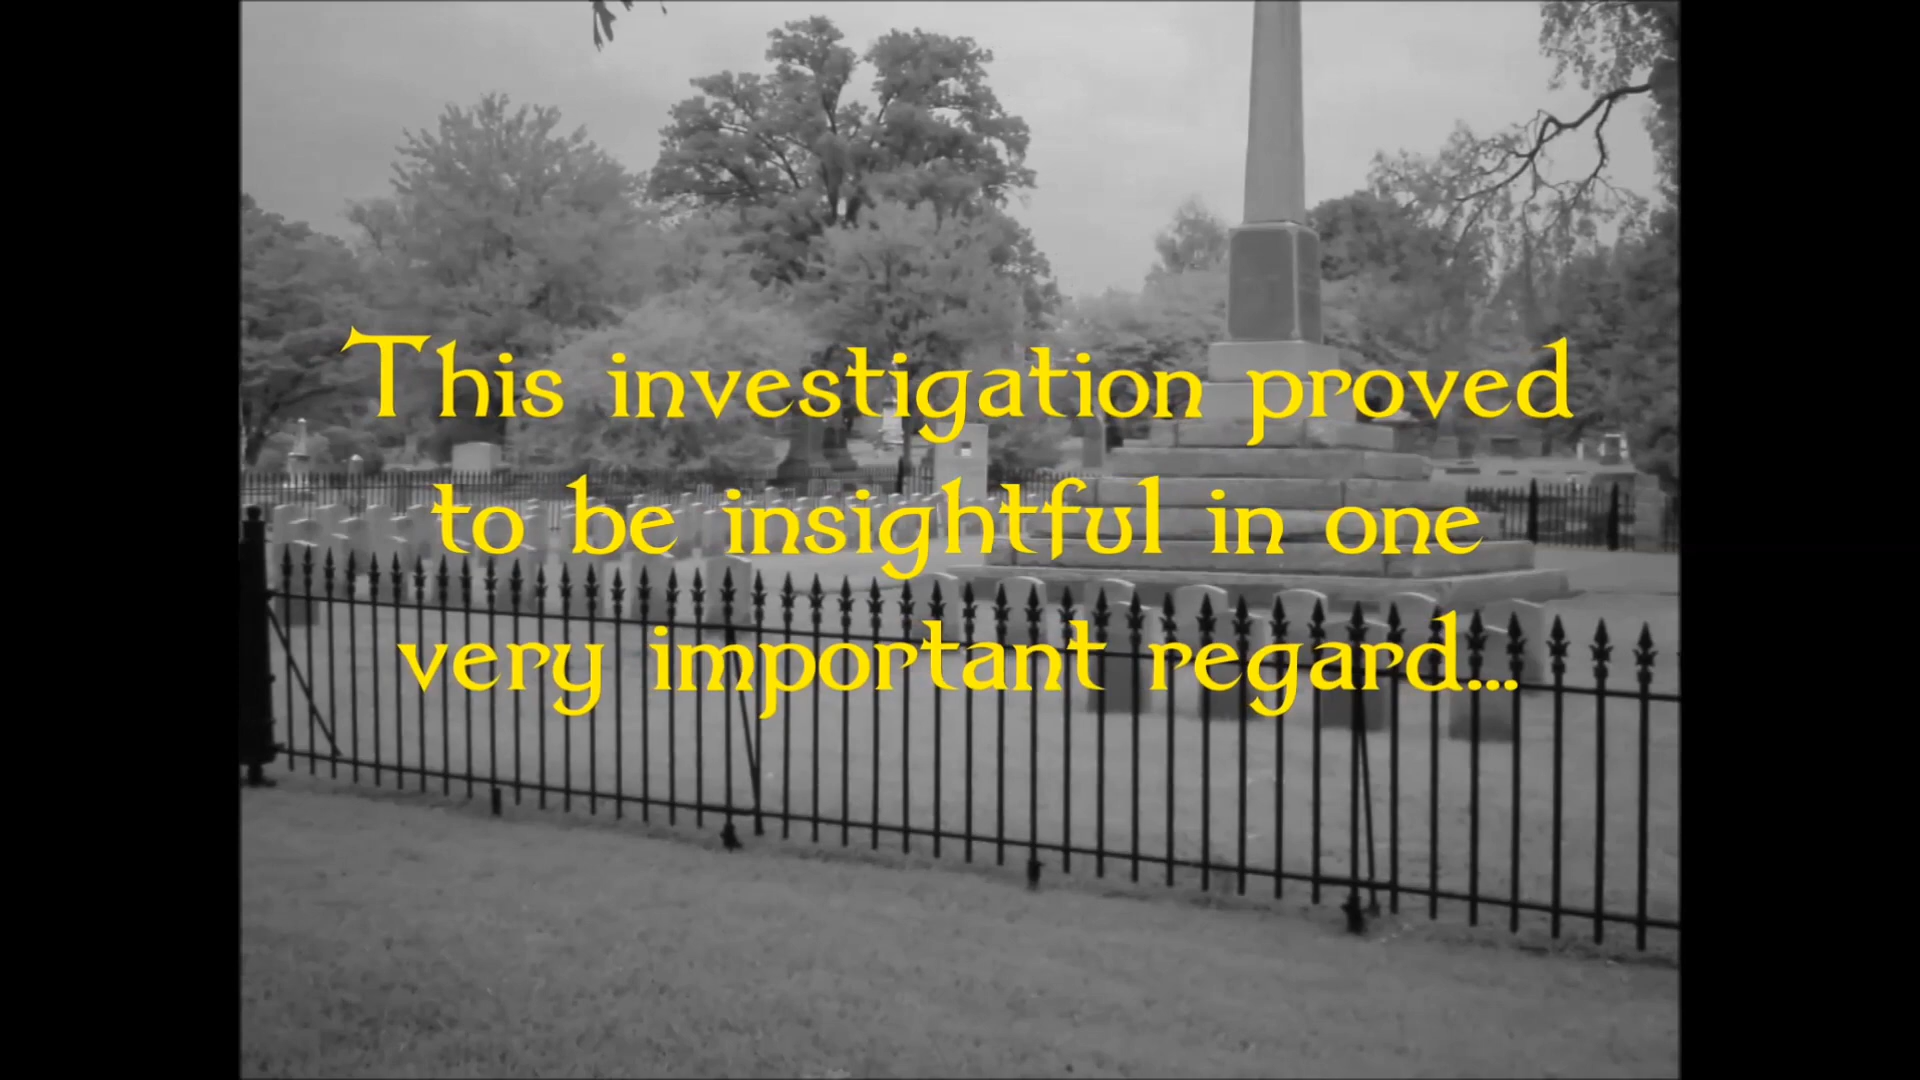 This investigation proved
to be insightful in one
very important regard...